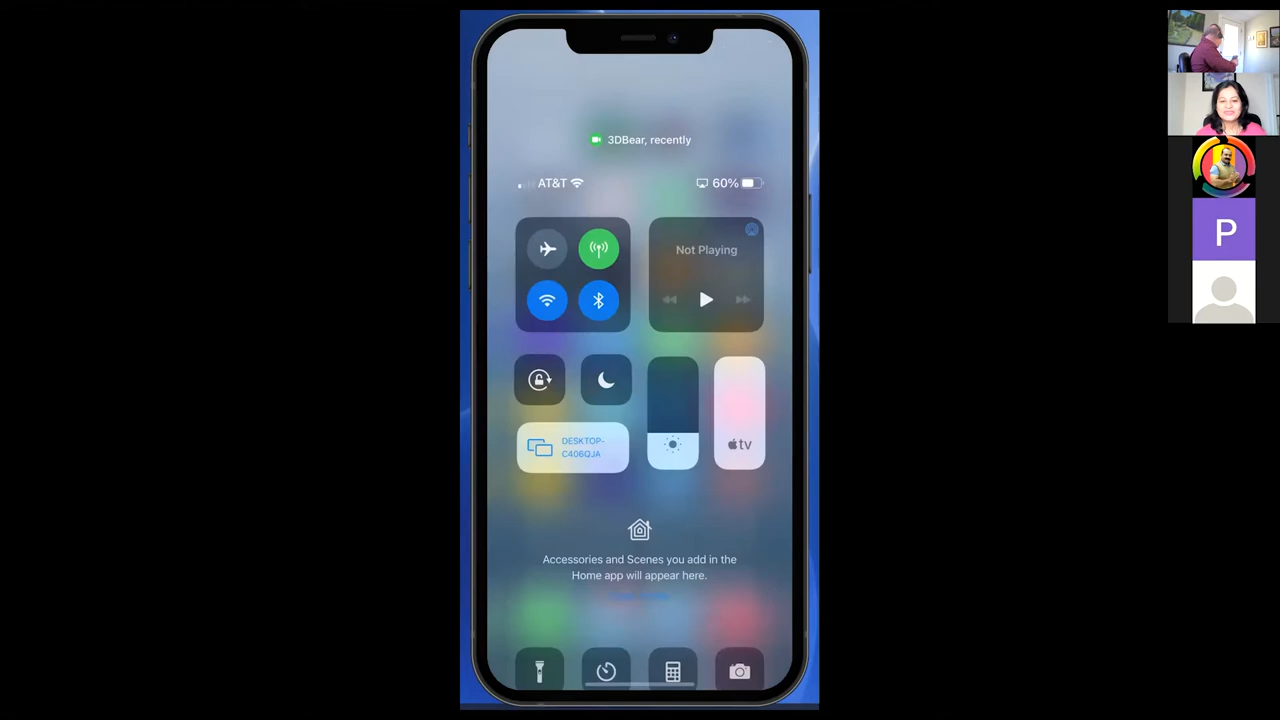 3DBear, recently
AT&T
60%
Not Playing
DESKTOP-
C406QJA
tv
Accessories and Scenes you add in the
Home app will appear here.
P